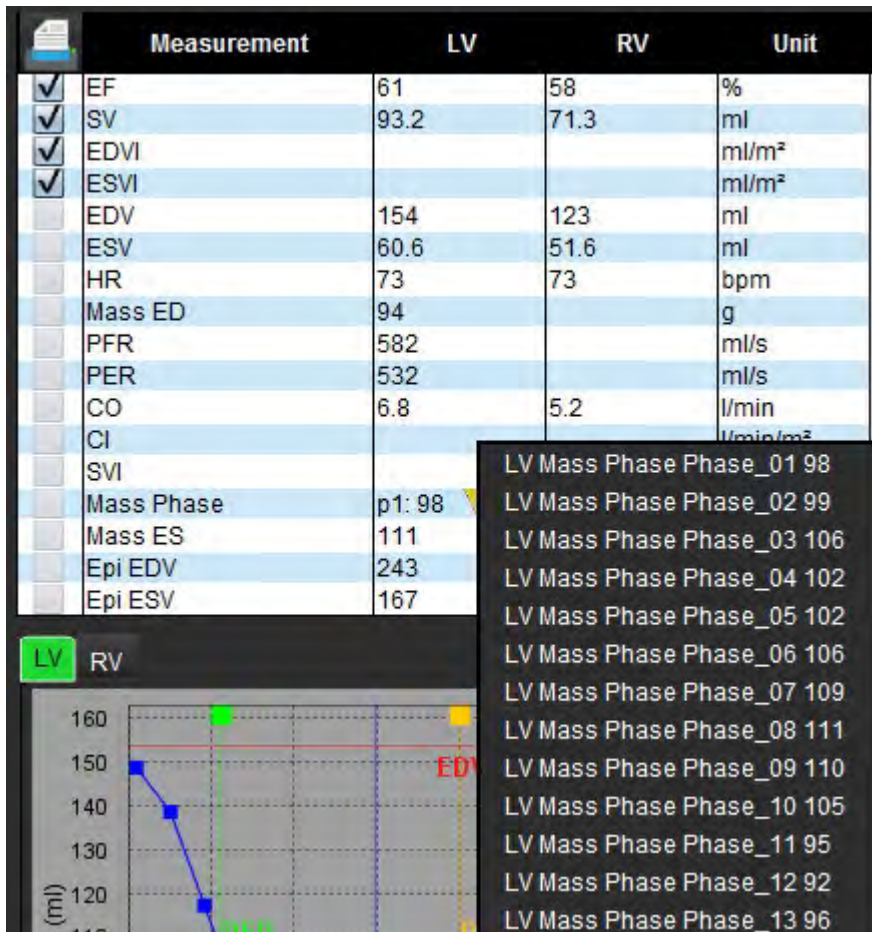 Measurement LV RV Unit
EF 61 58 %
SV 93.2 71.3 ml
EDVI ml/m²
ESVI ml/m²
EDV 154 123 ml
ESV 60.6 51.6 ml
HR 73 73 bpm
Mass ED 94 g
PFR 582 ml/s
PER 532 ml/s
CO 6.8 5.2 l/min
CI l/min/m²
SVI
Mass Phase p1: 98
Mass ES 111
Epi EDV 243
Epi ESV 167
LV Mass Phase Phase_01 98
LV Mass Phase Phase_02 99
LV Mass Phase Phase_03 106
LV Mass Phase Phase_04 102
LV Mass Phase Phase_05 102
LV Mass Phase Phase_06 106
LV Mass Phase Phase_07 109
LV Mass Phase Phase_08 111
LV Mass Phase Phase_09 110
LV Mass Phase Phase_10 105
LV Mass Phase Phase_11 95
LV Mass Phase Phase_12 92
LV Mass Phase Phase_13 96
LV RV
160
150
140
130
120
(ml)